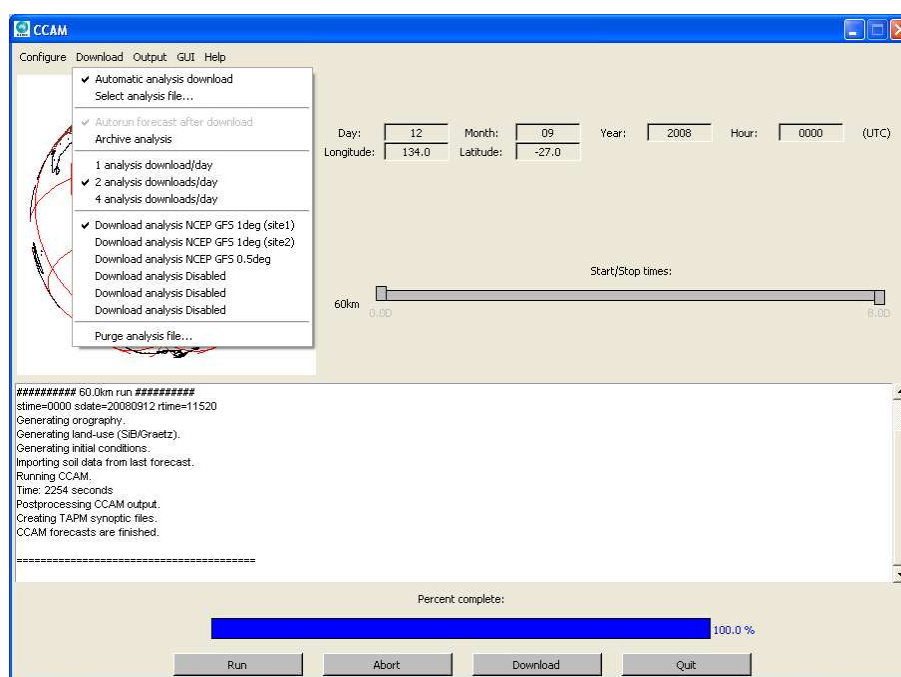 CCAM
Configure Download Output GUI Help
Automatic analysis download
Select analysis file...
Autorun forecast after download
Archive analysis
1 analysis download/day
2 analysis downloads/day
4 analysis downloads/day
Download analysis NCEP GFS 1deg (site1)
Download analysis NCEP GFS 1deg (site2)
Download analysis NCEP GFS 0.5deg
Download analysis Disabled
Download analysis Disabled
Download analysis Disabled
Purge analysis file...
Day: 12 Month: 09 Year: 2008 Hour: 0000 (UTC)
Longitude: 134.0 Latitude: -27.0
Start/Stop times:
60km
0.0D 8.0D
########## 60.0km run ##########
stime=0000 sdate=20080912 rtime=11520
Generating orography.
Generating land-use (SiB/Graetz).
Generating initial conditions.
Importing soil data from last forecast.
Running CCAM.
Time: 2254 seconds
Postprocessing CCAM output.
Creating TAPM synoptic files.
CCAM forecasts are finished.
========================================
Percent complete:
100.0 %
Run Abort Download Quit